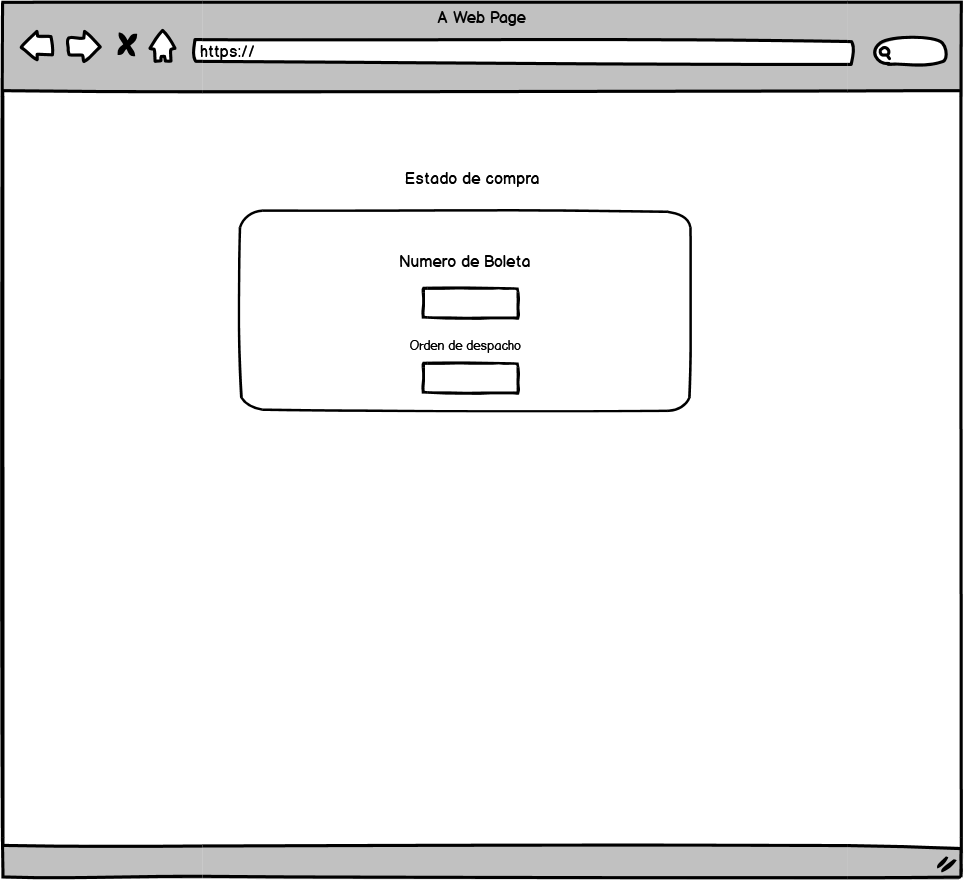 A Web Page
https://
Estado de compra
Numero de Boleta
Orden de despacho